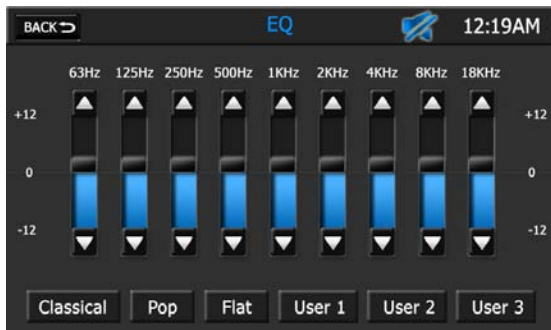 BACK EQ 12:19AM
63Hz 125Hz 250Hz 500Hz 1KHz 2KHz 4KHz 8KHz 18KHz
+12 +12
0 0
-12 -12
Classical Pop Flat User 1 User 2 User 3